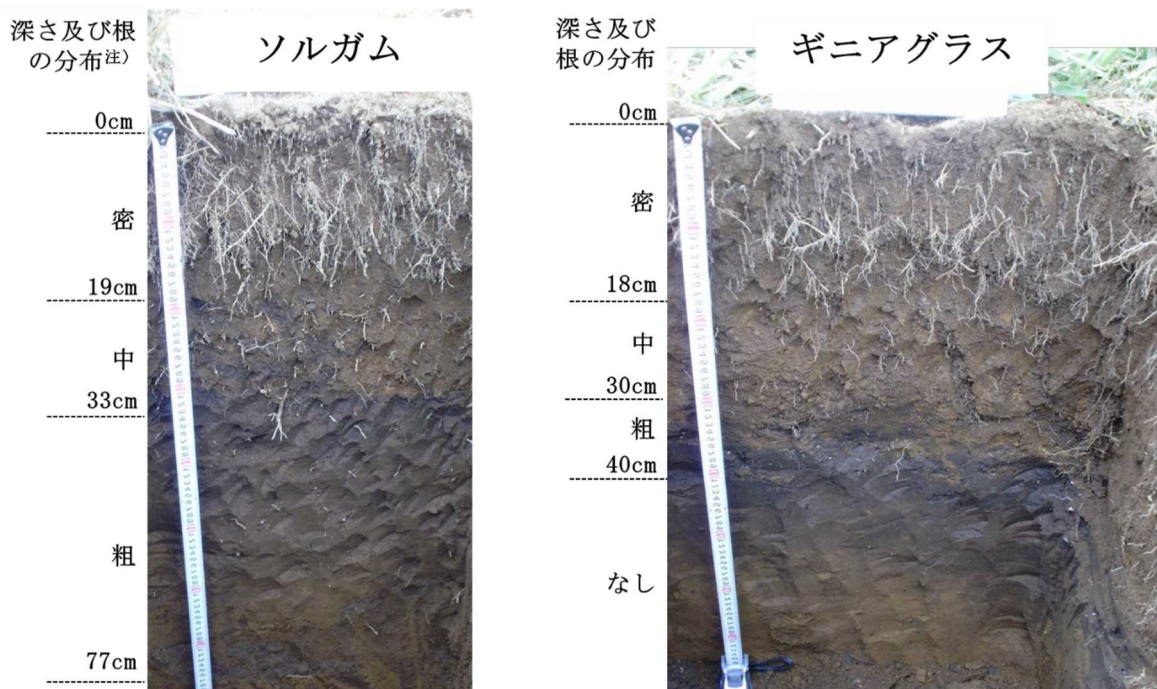 深さ及び根
の分布注)
ソルガム
0cm
密
19cm
中
33cm
粗
77cm
深さ及び
根の分布
ギニアグラス
0cm
密
18cm
中
30cm
粗
40cm
なし